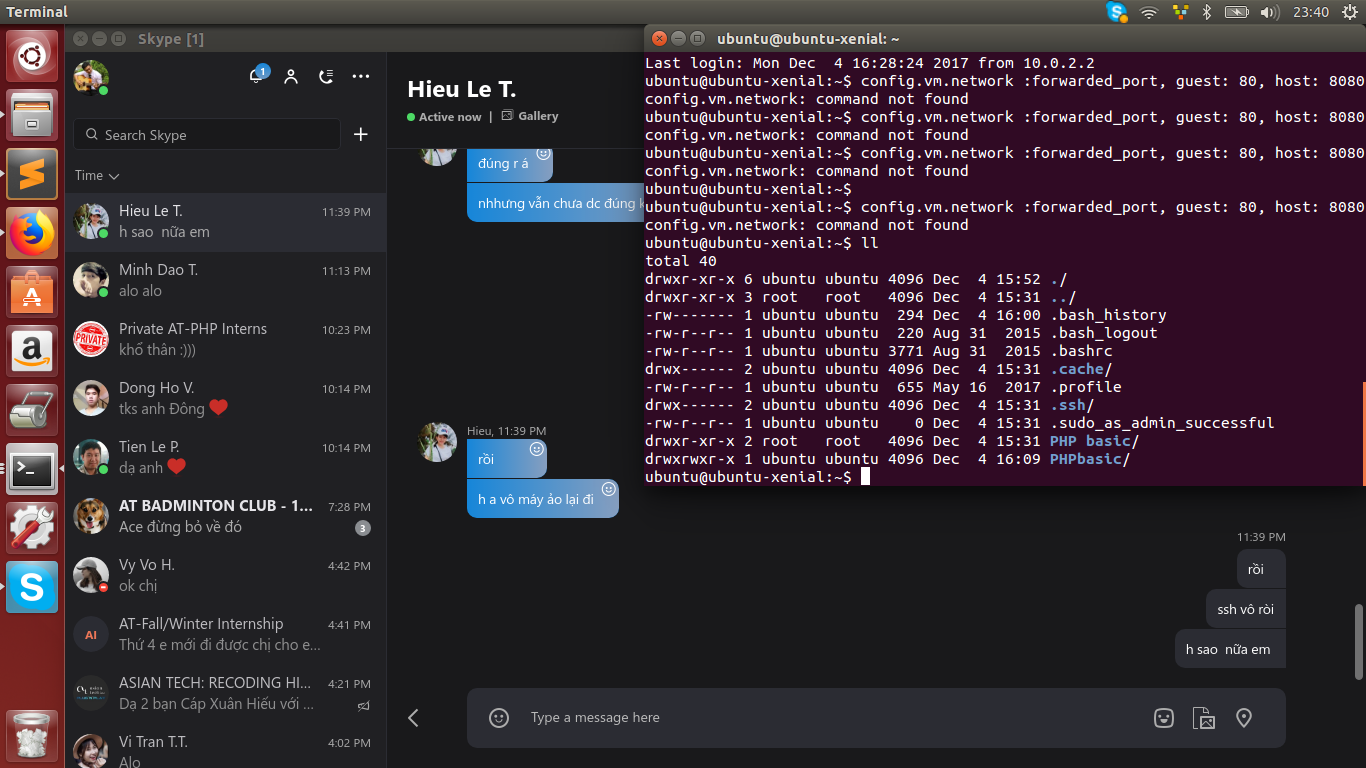 Terminal
23:40
Skype [1]
1
Search Skype
Time
Hieu Le T.
11:39 PM
h sao  nữa em
Minh Dao T.
11:13 PM
alo alo
PRIVATE
Private AT-PHP Interns
10:23 PM
khổ thân :)))
Dong Ho V.
10:14 PM
tks anh Đông
Tien Le P.
10:14 PM
dạ anh
AT BADMINTON CLUB - 1...
7:28 PM
Ace đừng bỏ về đó
3
Vy Vo H.
4:42 PM
ok chị
AI
AT-Fall/Winter Internship
4:41 PM
Thứ 4 e mới đi được chị cho e...
ASIAN TECH: RECODING HI...
4:21 PM
Dạ 2 bạn Cáp Xuân Hiếu với ...
Vi Tran T.T.
4:02 PM
Alo
Hieu Le T.
Active now | Gallery
đúng r á
nhhưng vẫn chưa dc đúng k
Hieu, 11:39 PM
rồi
h a vô máy ảo lại đi
11:39 PM
rồi
ssh vô ròi
h sao  nữa em
Type a message here
ubuntu@ubuntu-xenial: ~
Last login: Mon Dec  4 16:28:24 2017 from 10.0.2.2
ubuntu@ubuntu-xenial:~$ config.vm.network :forwarded_port, guest: 80, host: 8080
config.vm.network: command not found
ubuntu@ubuntu-xenial:~$ config.vm.network :forwarded_port, guest: 80, host: 8080
config.vm.network: command not found
ubuntu@ubuntu-xenial:~$ config.vm.network :forwarded_port, guest: 80, host: 8080
config.vm.network: command not found
ubuntu@ubuntu-xenial:~$
ubuntu@ubuntu-xenial:~$ config.vm.network :forwarded_port, guest: 80, host: 8080
config.vm.network: command not found
ubuntu@ubuntu-xenial:~$ ll
total 40
drwxr-xr-x 6 ubuntu ubuntu 4096 Dec  4 15:52 ./
drwxr-xr-x 3 root   root   4096 Dec  4 15:31 ../
-rw------- 1 ubuntu ubuntu  294 Dec  4 16:00 .bash_history
-rw-r--r-- 1 ubuntu ubuntu  220 Aug 31  2015 .bash_logout
-rw-r--r-- 1 ubuntu ubuntu 3771 Aug 31  2015 .bashrc
drwx------ 2 ubuntu ubuntu 4096 Dec  4 15:31 .cache/
-rw-r--r-- 1 ubuntu ubuntu  655 May 16  2017 .profile
drwx------ 2 ubuntu ubuntu 4096 Dec  4 15:31 .ssh/
-rw-r--r-- 1 ubuntu ubuntu    0 Dec  4 15:31 .sudo_as_admin_successful
drwxr-xr-x 2 root   root   4096 Dec  4 15:31 PHP basic/
drwxrwxr-x 1 ubuntu ubuntu 4096 Dec  4 16:09 PHPbasic/
ubuntu@ubuntu-xenial:~$